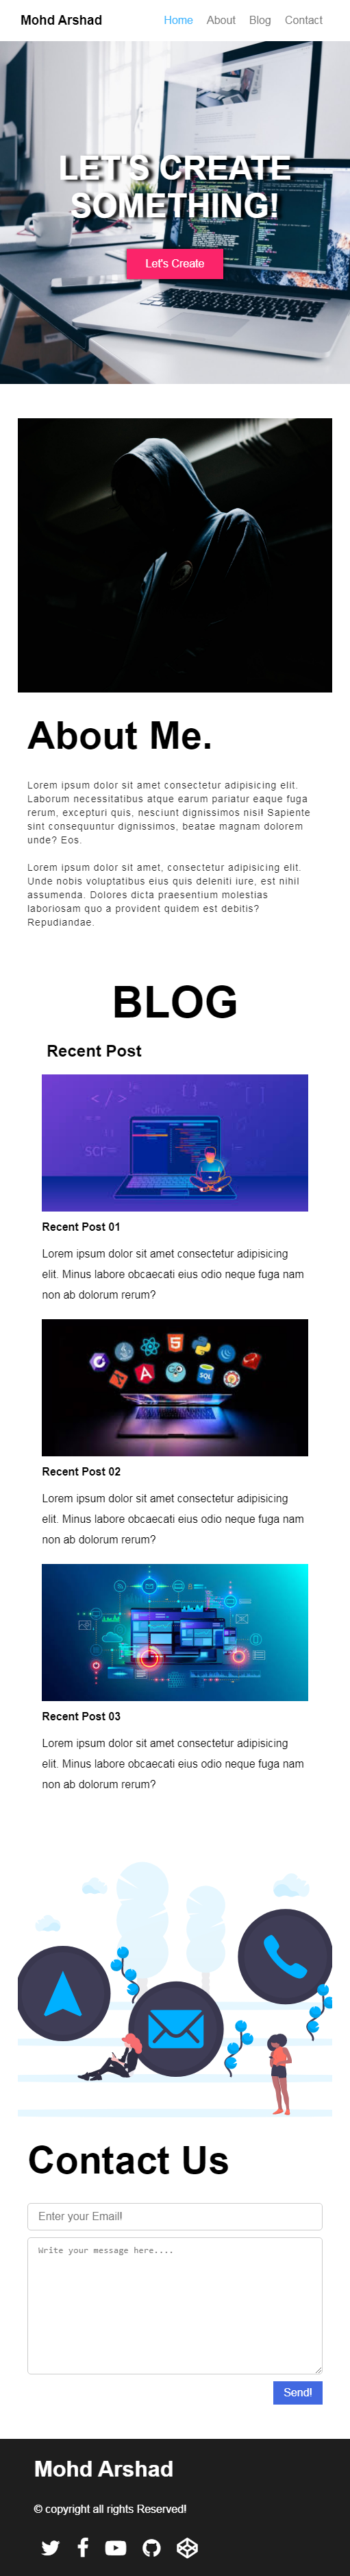 Mohd Arshad Home About Blog Contact
LET'S CREATE
SOMETHING!
Let's Create
About Me.
Lorem ipsum dolor sit amet consectetur adipisicing elit.
Laborum necessitatibus atque earum pariatur eaque fuga
rerum, excepturi quis, nesciunt dignissimos nisi! Sapiente
sint consequuntur dignissimos, beatae magnam dolorem
unde? Eos.
Lorem ipsum dolor sit amet, consectetur adipisicing elit.
Unde nobis voluptatibus eius quis deleniti iure, est nihil
assumenda. Dolores dicta praesentium molestias
laboriosam quo a provident quidem est debitis?
Repudiandae.
BLOG
Recent Post
</>
<div>
scr=
Recent Post 01
Lorem ipsum dolor sit amet consectetur adipisicing
elit. Minus labore obcaecati eius odio neque fuga nam
non ab dolorum rerum?
SQL
Recent Post 02
Lorem ipsum dolor sit amet consectetur adipisicing
elit. Minus labore obcaecati eius odio neque fuga nam
non ab dolorum rerum?
Recent Post 03
Lorem ipsum dolor sit amet consectetur adipisicing
elit. Minus labore obcaecati eius odio neque fuga nam
non ab dolorum rerum?
Contact Us
Enter your Email!
Write your message here....
Send!
Mohd Arshad
© copyright all rights Reserved!